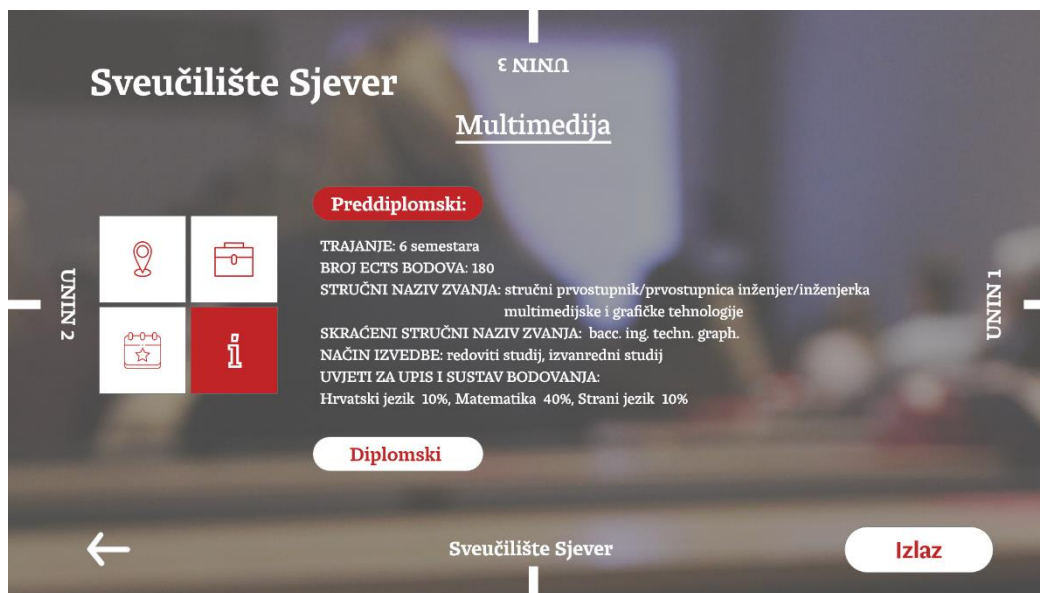 UNIN 3
Sveučilište Sjever
Multimedija
Preddiplomski:
TRAJANJE: 6 semestara
BROJ ECTS BODOVA: 180
STRUČNI NAZIV ZVANJA: stručni prvostupnik/prvostupnica inženjer/inženjerka
multimedijske i grafičke tehnologije
SKRAĆENI STRUČNI NAZIV ZVANJA: bacc. ing. techn. graph.
NAČIN IZVEDBE: redoviti studij, izvanredni studij
UVJETI ZA UPIS I SUSTAV BODOVANJA:
Hrvatski jezik 10%, Matematika 40%, Strani jezik 10%
UNIN 2
UNIN 1
Diplomski
Sveučilište Sjever
Izlaz